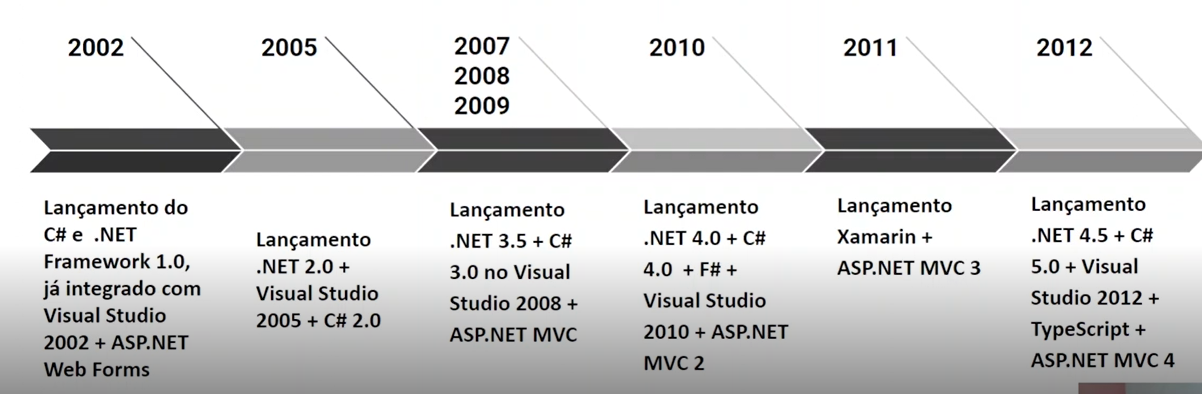 2002
Lançamento do
C# e .NET
Framework 1.0,
já integrado com
Visual Studio
2002 + ASP.NET
Web Forms
2005
Lançamento
.NET 2.0 +
Visual Studio
2005 + C# 2.0
2007
2008
2009
Lançamento
.NET 3.5 + C#
3.0 no Visual
Studio 2008 +
ASP.NET MVC
2010
Lançamento
.NET 4.0 + C#
4.0 + F# +
Visual Studio
2010 + ASP.NET
MVC 2
2011
Lançamento
Xamarin +
ASP.NET MVC 3
2012
Lançamento
.NET 4.5 + C#
5.0 + Visual
Studio 2012 +
TypeScript +
ASP.NET MVC 4